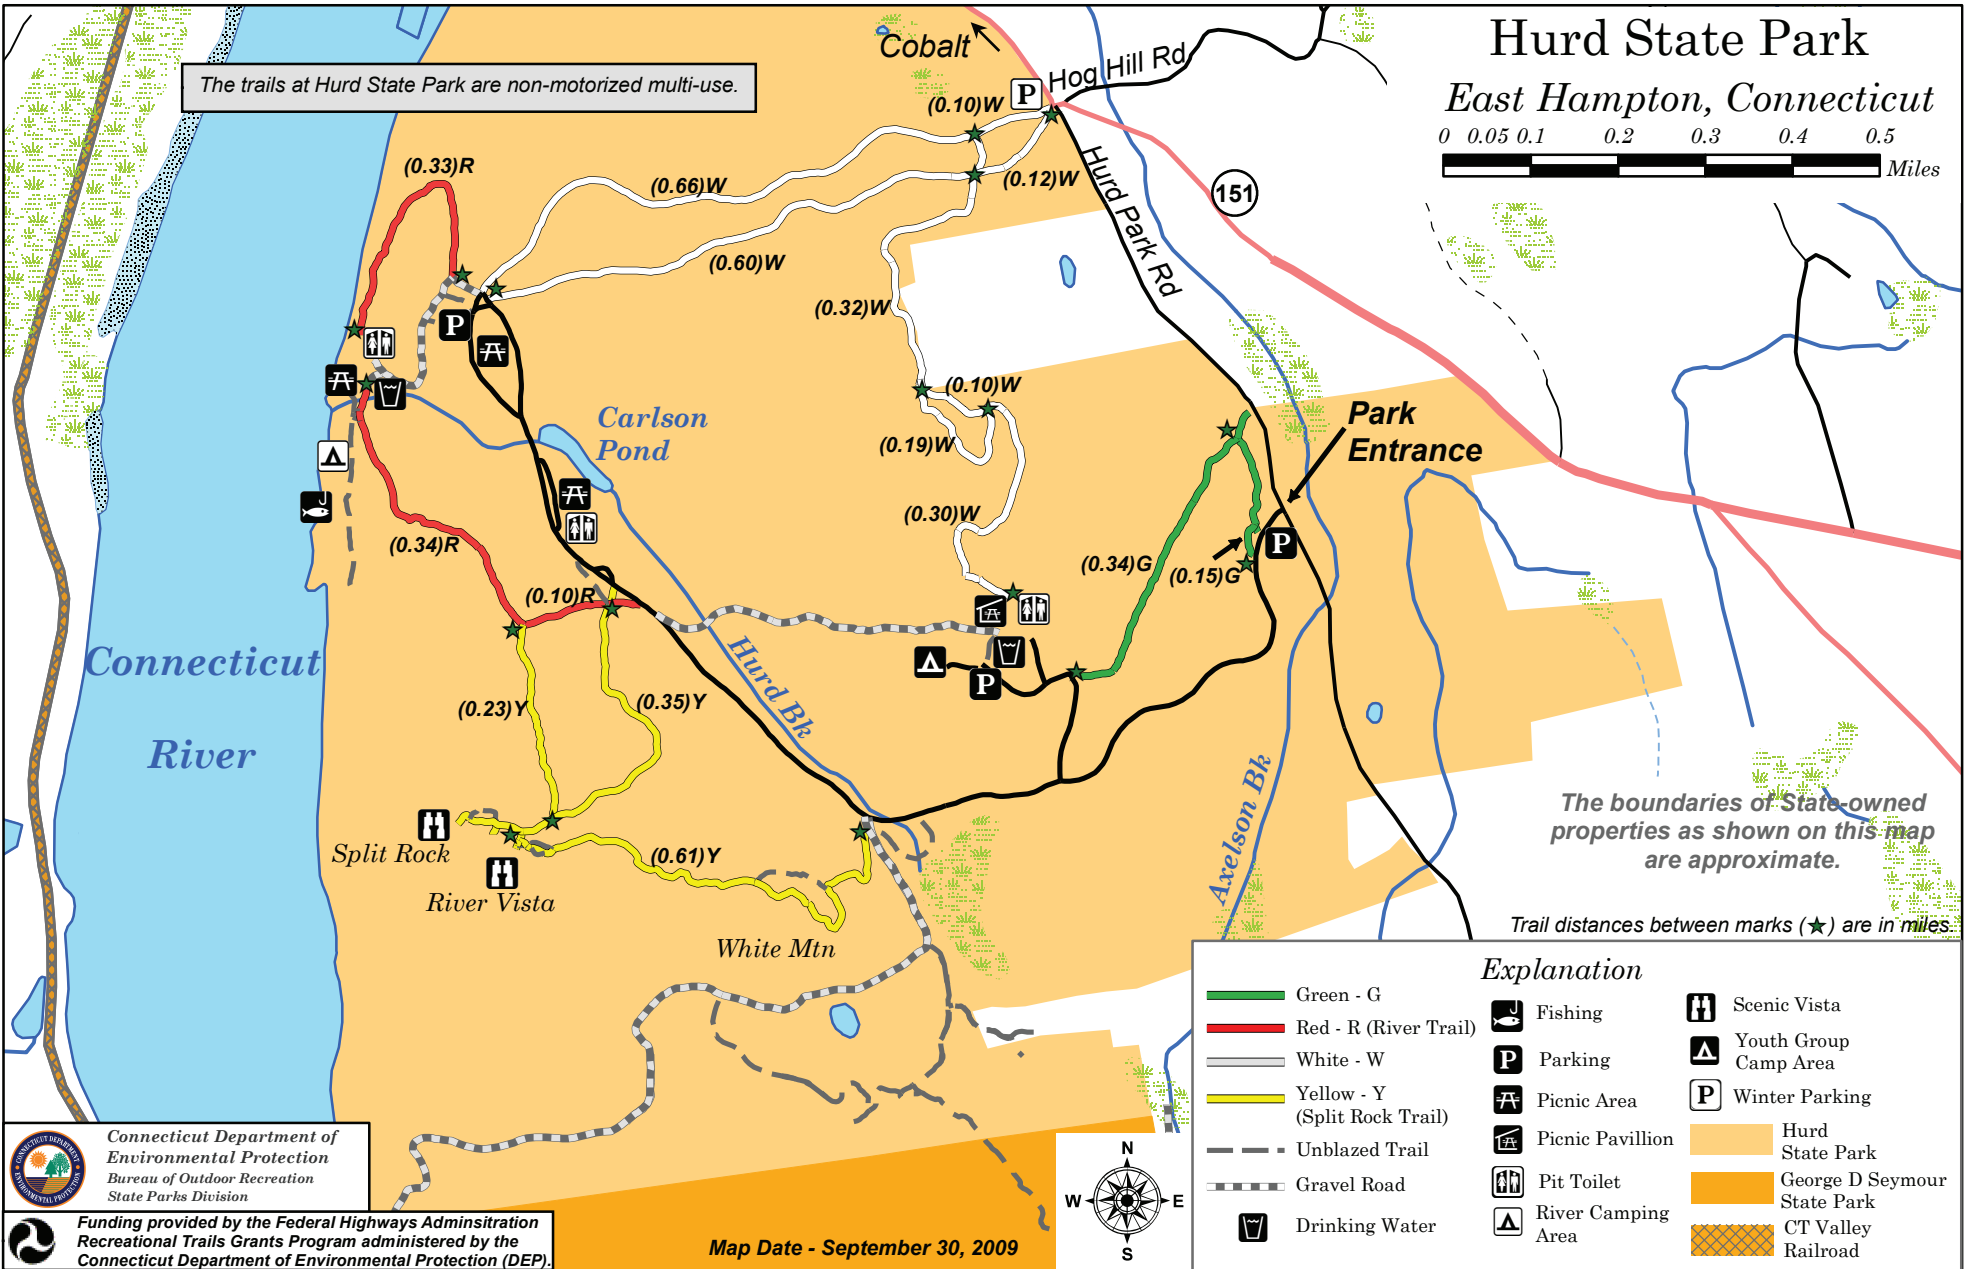 Hurd State Park
East Hampton, Connecticut
0 0.05 0.1 0.2 0.3 0.4 0.5
Miles
The trails at Hurd State Park are non-motorized multi-use.
Cobalt
P
Hog Hill Rd
Hurd Park Rd
151
(0.10)W
(0.12)W
(0.66)W
(0.60)W
(0.33)R
(0.32)W
P
(0.10)W
(0.19)W
Carlson
Pond
Park
Entrance
(0.30)W
(0.34)R
(0.10)R
(0.34)G
(0.15)G
P
P
Connecticut
River
Hurd Bk
(0.23)Y
(0.35)Y
Split Rock
River Vista
(0.61)Y
White Mtn
Axelson Bk
The boundaries of State-owned
properties as shown on this map
are approximate.
Trail distances between marks (★) are in miles.
Explanation
Green - G
Red - R (River Trail)
White - W
Yellow - Y
(Split Rock Trail)
Unblazed Trail
Gravel Road
Drinking Water
Fishing
P Parking
Picnic Area
Picnic Pavillion
Pit Toilet
River Camping
Area
Scenic Vista
Youth Group
Camp Area
P Winter Parking
Hurd
State Park
George D Seymour
State Park
CT Valley
Railroad
N
W E
S
CONNECTICUT DEPARTMENT
ENVIRONMENTAL PROTECTION
Connecticut Department of
Environmental Protection
Bureau of Outdoor Recreation
State Parks Division
Funding provided by the Federal Highways Adminsitration
Recreational Trails Grants Program administered by the
Connecticut Department of Environmental Protection (DEP).
Map Date - September 30, 2009